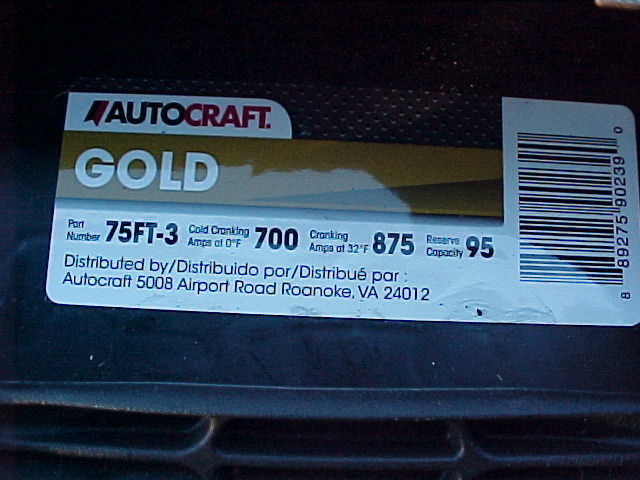 AUTOCRAFT.
GOLD
Part Number 75FT-3 Cold Cranking Amps at 0°F 700 Cranking Amps at 32°F 875 Reserve Capacity 95
Distributed by/Distribuido por/Distribué par :
Autocraft 5008 Airport Road Roanoke, VA 24012
8 89275 90239 0